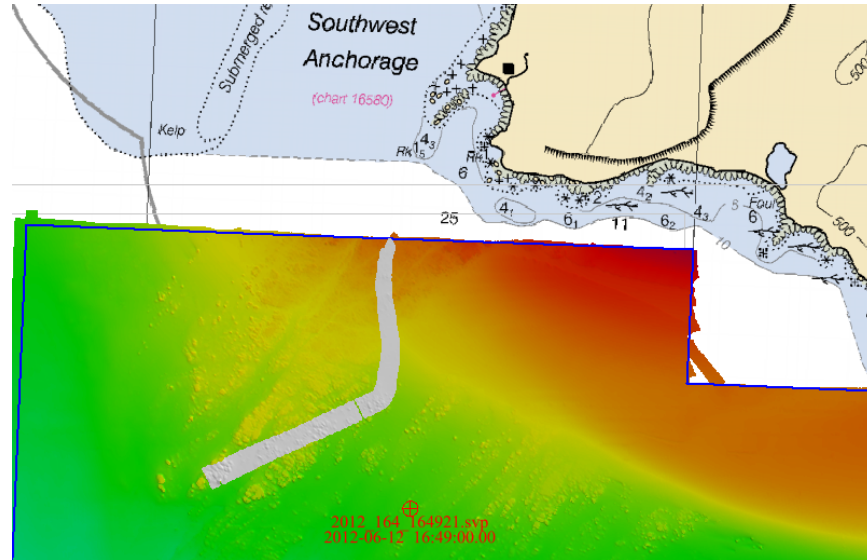 Southwest
Anchorage
(chart 16580)
Submerged re
Kelp
500
Rk
1 5
4 3
6
25
4 1
6 1
2
11
4 2
6 2
4 3
5
Foul
6
10
500
2012_164_164921.svp
2012-06-12 16:49:00.00